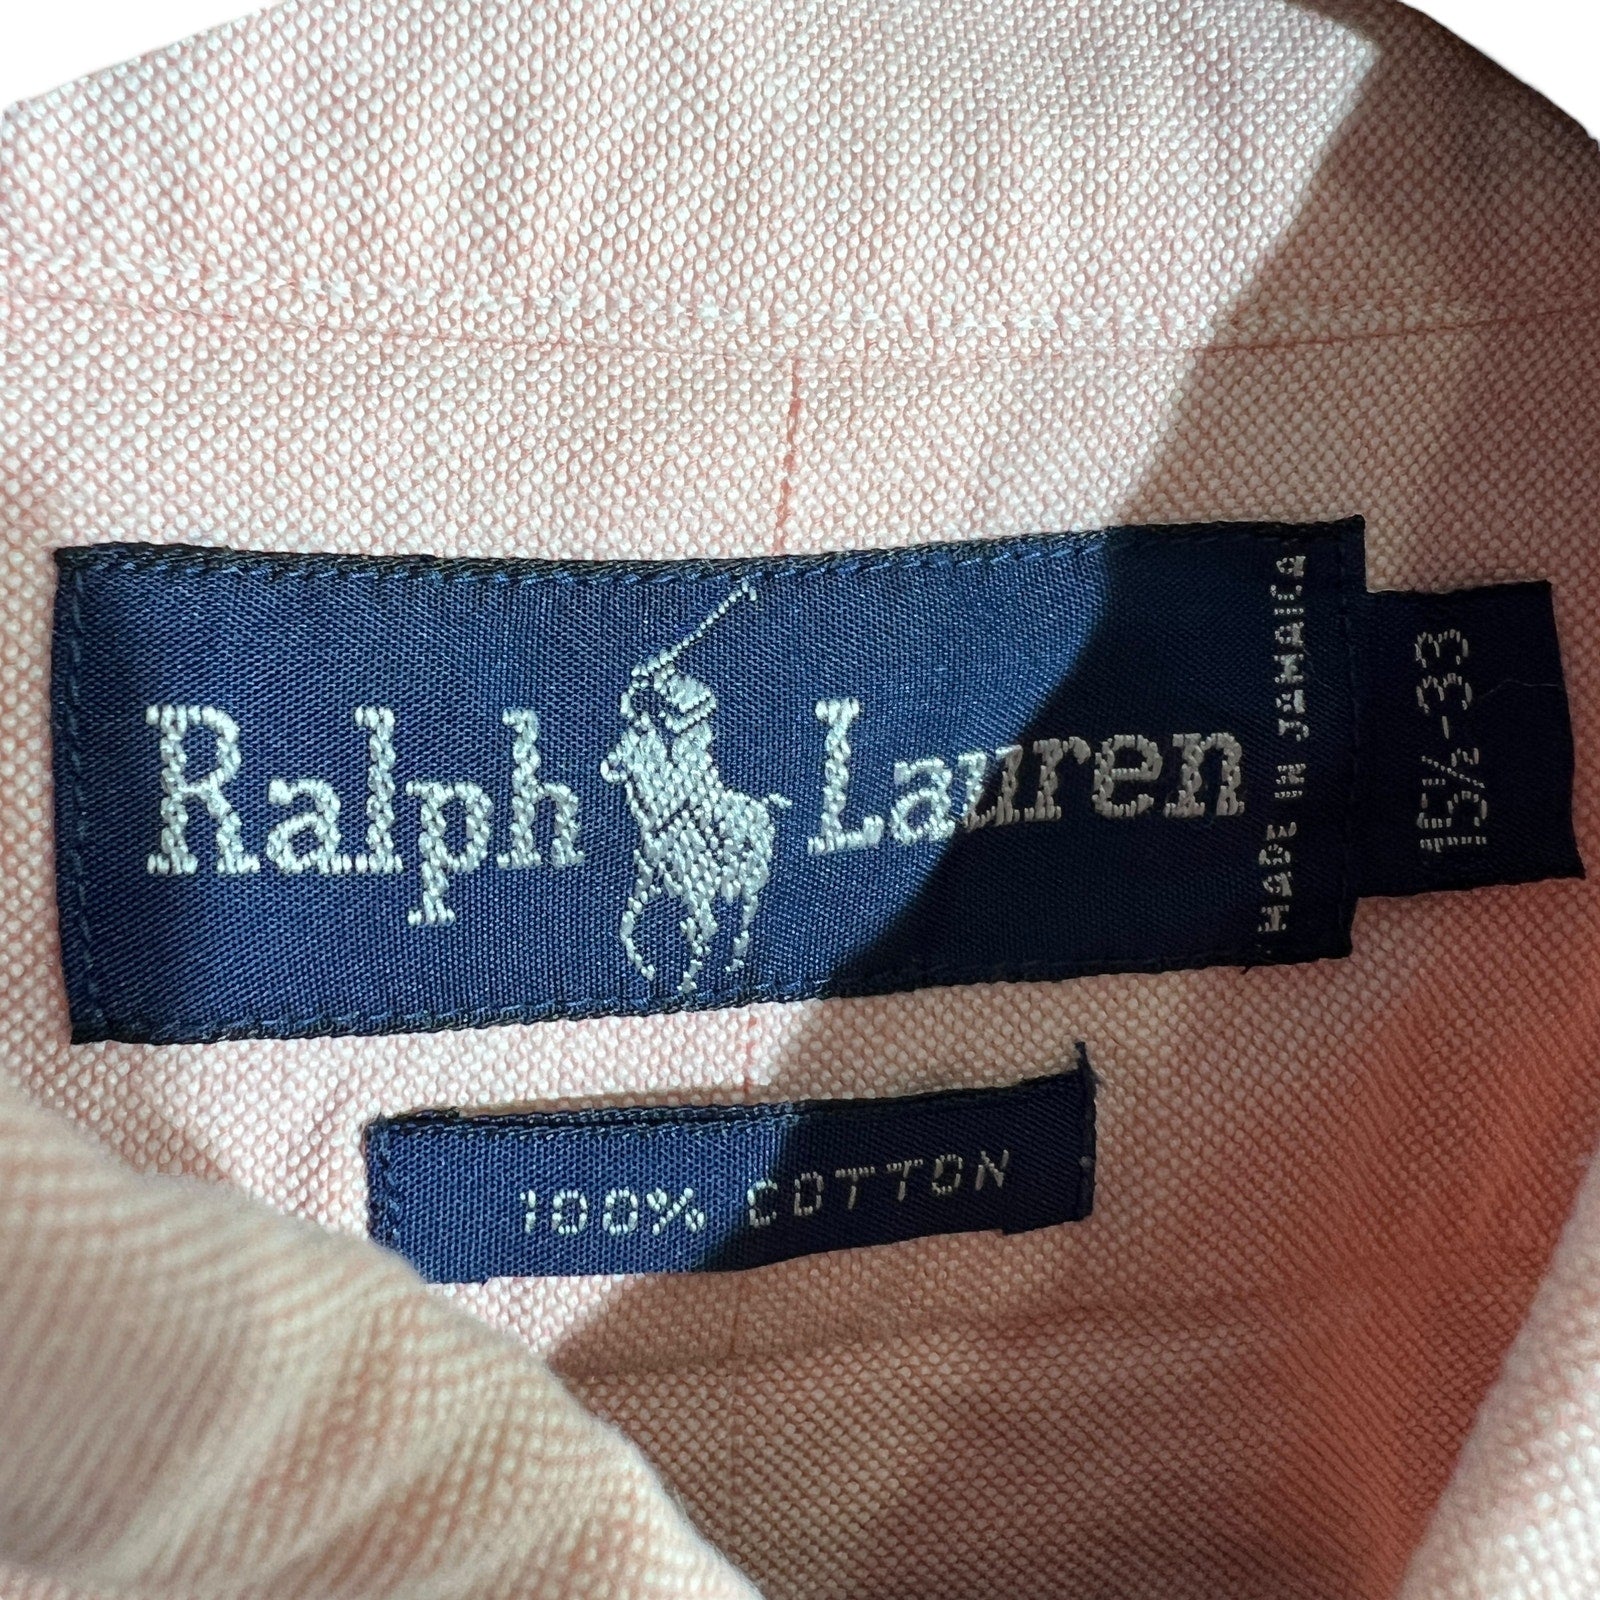 Ralph Lauren
MADE IN JAMAICA
15½-33
100% COTTON